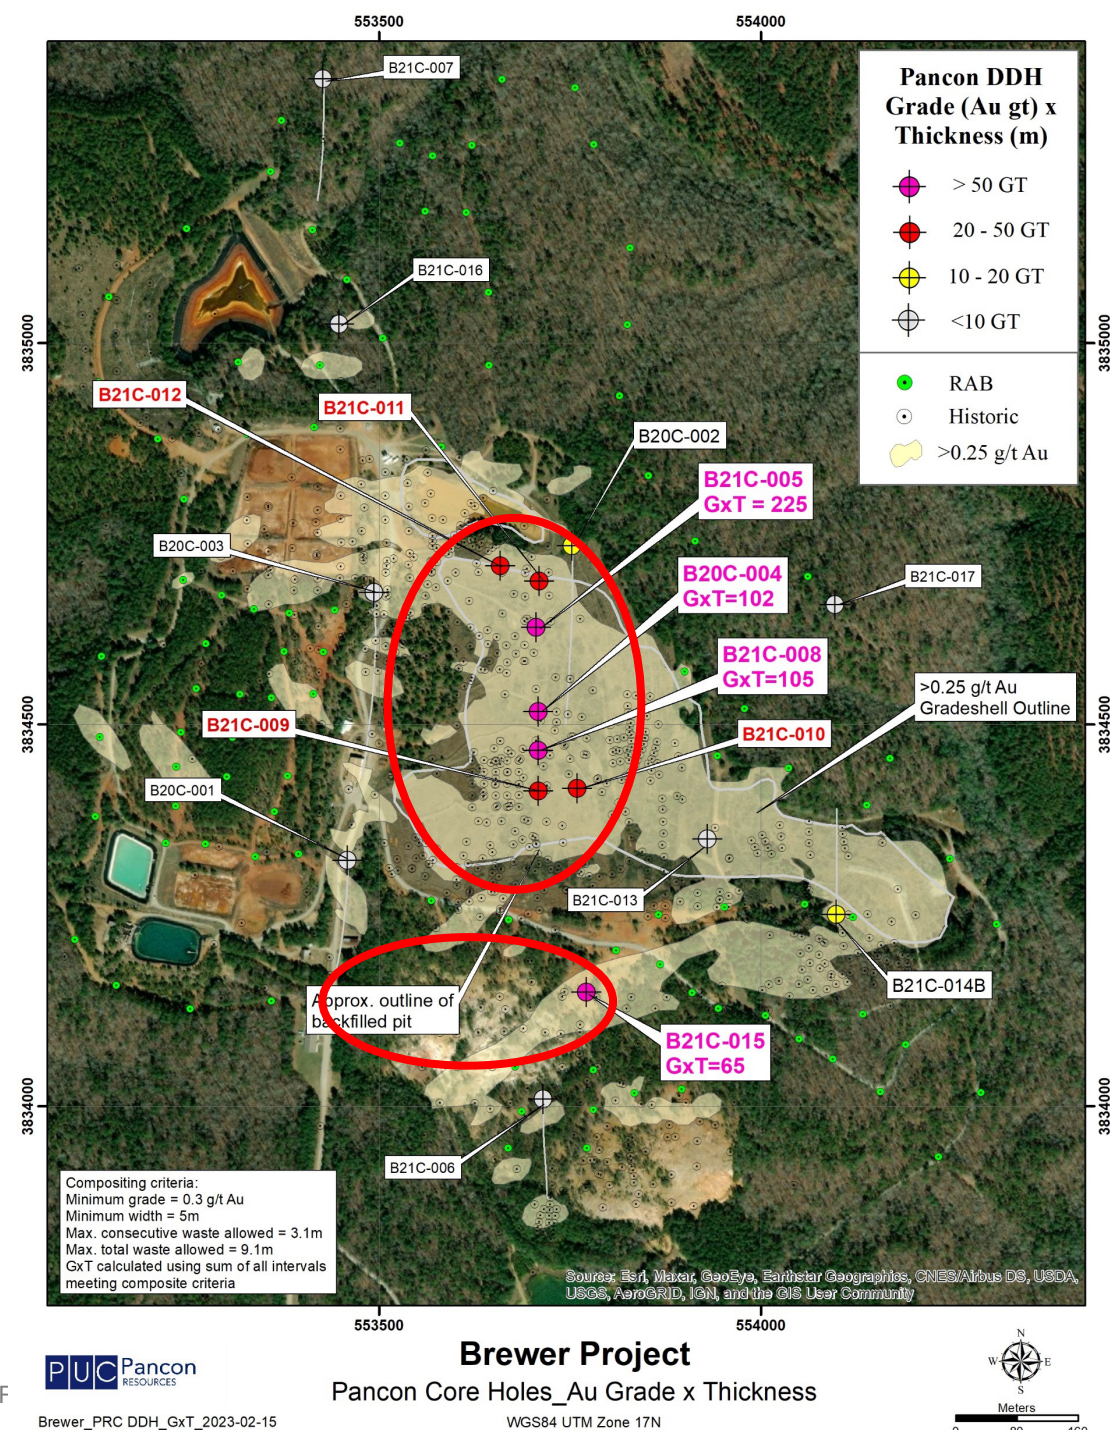 553500
554000
B21C-007
Pancon DDH
Grade (Au gt) x
Thickness (m)
> 50 GT
20 - 50 GT
10 - 20 GT
<10 GT
RAB
Historic
>0.25 g/t Au
B21C-016
3835000
3835000
B21C-012
B21C-011
B20C-002
B21C-005
GxT = 225
B20C-003
B20C-004
GxT=102
B21C-017
B21C-008
GxT=105
>0.25 g/t Au
Gradeshell Outline
3834500
3834500
B21C-009
B21C-010
B20C-001
B21C-013
B21C-014B
Approx. outline of
backfilled pit
B21C-015
GxT=65
3834000
3834000
B21C-006
Compositing criteria:
Minimum grade = 0.3 g/t Au
Minimum width = 5m
Max. consecutive waste allowed = 3.1m
Max. total waste allowed = 9.1m
GxT calculated using sum of all intervals
meeting composite criteria
Source: Esri, Maxar, GeoEye, Earthstar Geographics, CNES/Airbus DS, USDA,
USGS, AeroGRID, IGN, and the GIS User Community
553500
554000
PUC Pancon
RESOURCES
Brewer Project
Pancon Core Holes_Au Grade x Thickness
WGS84 UTM Zone 17N
Brewer_PRC DDH_GxT_2023-02-15
N
W E
S
Meters
0 80 160
F